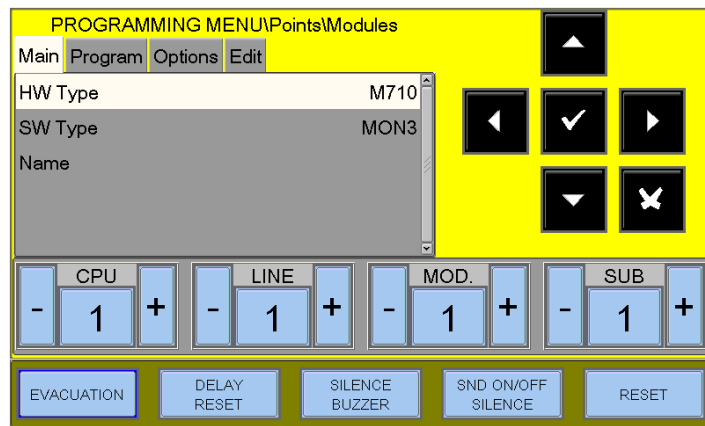 PROGRAMMING MENU\Points\Modules
Main Program Options Edit
HW Type M710
SW Type MON3
Name
CPU LINE MOD. SUB
- 1 + - 1 + - 1 + - 1 +
EVACUATION DELAY RESET SILENCE BUZZER SND ON/OFF SILENCE RESET